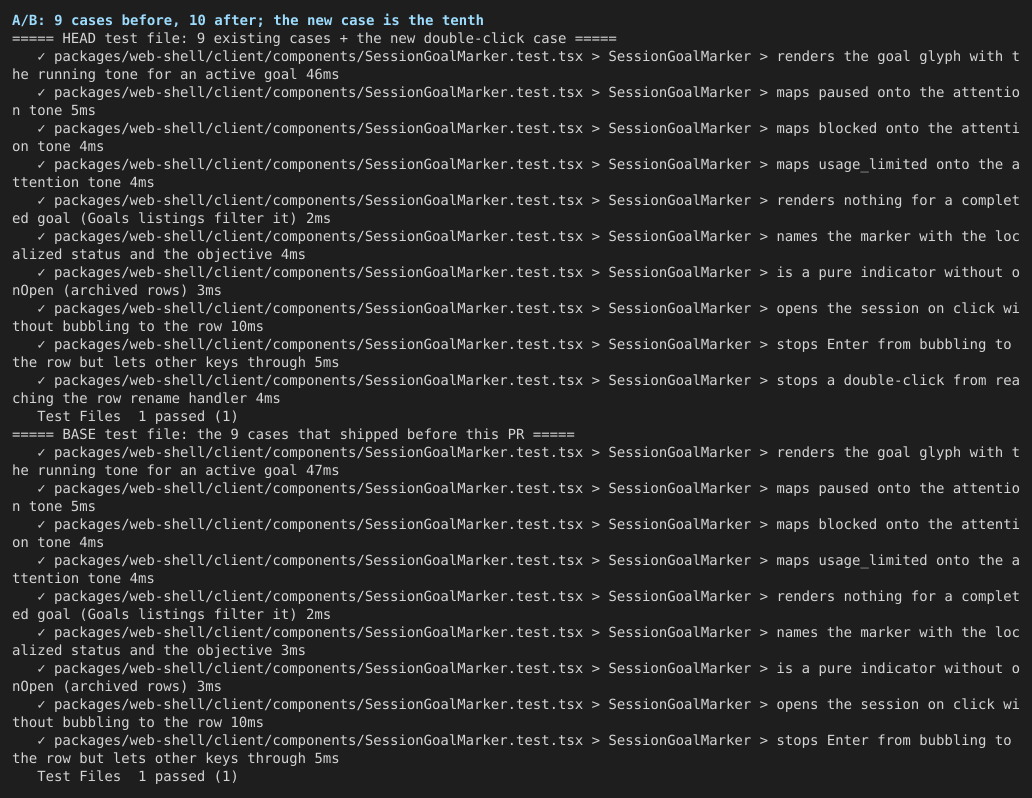 A/B: 9 cases before, 10 after; the new case is the tenth
===== HEAD test file: 9 existing cases + the new double-click case =====
   ✓ packages/web-shell/client/components/SessionGoalMarker.test.tsx > SessionGoalMarker > renders the goal glyph with t
he running tone for an active goal 46ms
   ✓ packages/web-shell/client/components/SessionGoalMarker.test.tsx > SessionGoalMarker > maps paused onto the attentio
n tone 5ms
   ✓ packages/web-shell/client/components/SessionGoalMarker.test.tsx > SessionGoalMarker > maps blocked onto the attenti
on tone 4ms
   ✓ packages/web-shell/client/components/SessionGoalMarker.test.tsx > SessionGoalMarker > maps usage_limited onto the a
ttention tone 4ms
   ✓ packages/web-shell/client/components/SessionGoalMarker.test.tsx > SessionGoalMarker > renders nothing for a complet
ed goal (Goals listings filter it) 2ms
   ✓ packages/web-shell/client/components/SessionGoalMarker.test.tsx > SessionGoalMarker > names the marker with the loc
alized status and the objective 4ms
   ✓ packages/web-shell/client/components/SessionGoalMarker.test.tsx > SessionGoalMarker > is a pure indicator without o
nOpen (archived rows) 3ms
   ✓ packages/web-shell/client/components/SessionGoalMarker.test.tsx > SessionGoalMarker > opens the session on click wi
thout bubbling to the row 10ms
   ✓ packages/web-shell/client/components/SessionGoalMarker.test.tsx > SessionGoalMarker > stops Enter from bubbling to
the row but lets other keys through 5ms
   ✓ packages/web-shell/client/components/SessionGoalMarker.test.tsx > SessionGoalMarker > stops a double-click from rea
ching the row rename handler 4ms
   Test Files  1 passed (1)
===== BASE test file: the 9 cases that shipped before this PR =====
   ✓ packages/web-shell/client/components/SessionGoalMarker.test.tsx > SessionGoalMarker > renders the goal glyph with t
he running tone for an active goal 47ms
   ✓ packages/web-shell/client/components/SessionGoalMarker.test.tsx > SessionGoalMarker > maps paused onto the attentio
n tone 5ms
   ✓ packages/web-shell/client/components/SessionGoalMarker.test.tsx > SessionGoalMarker > maps blocked onto the attenti
on tone 4ms
   ✓ packages/web-shell/client/components/SessionGoalMarker.test.tsx > SessionGoalMarker > maps usage_limited onto the a
ttention tone 4ms
   ✓ packages/web-shell/client/components/SessionGoalMarker.test.tsx > SessionGoalMarker > renders nothing for a complet
ed goal (Goals listings filter it) 2ms
   ✓ packages/web-shell/client/components/SessionGoalMarker.test.tsx > SessionGoalMarker > names the marker with the loc
alized status and the objective 3ms
   ✓ packages/web-shell/client/components/SessionGoalMarker.test.tsx > SessionGoalMarker > is a pure indicator without o
nOpen (archived rows) 3ms
   ✓ packages/web-shell/client/components/SessionGoalMarker.test.tsx > SessionGoalMarker > opens the session on click wi
thout bubbling to the row 10ms
   ✓ packages/web-shell/client/components/SessionGoalMarker.test.tsx > SessionGoalMarker > stops Enter from bubbling to
the row but lets other keys through 5ms
   Test Files  1 passed (1)